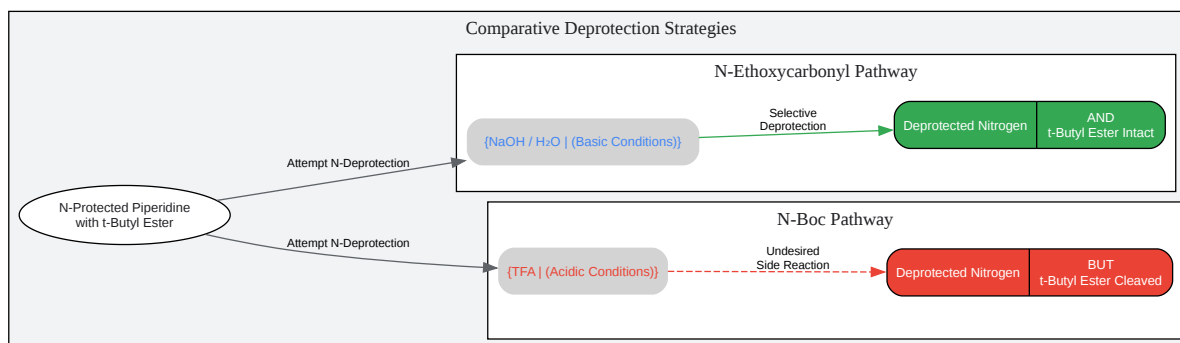 Comparative Deprotection Strategies
N-Ethoxycarbonyl Pathway
{NaOH / H₂O | (Basic Conditions)}
Selective
Deprotection
Deprotected Nitrogen
AND
t-Butyl Ester Intact
Attempt N-Deprotection
N-Protected Piperidine
with t-Butyl Ester
Attempt N-Deprotection
N-Boc Pathway
{TFA | (Acidic Conditions)}
Undesired
Side Reaction
Deprotected Nitrogen
BUT
t-Butyl Ester Cleaved